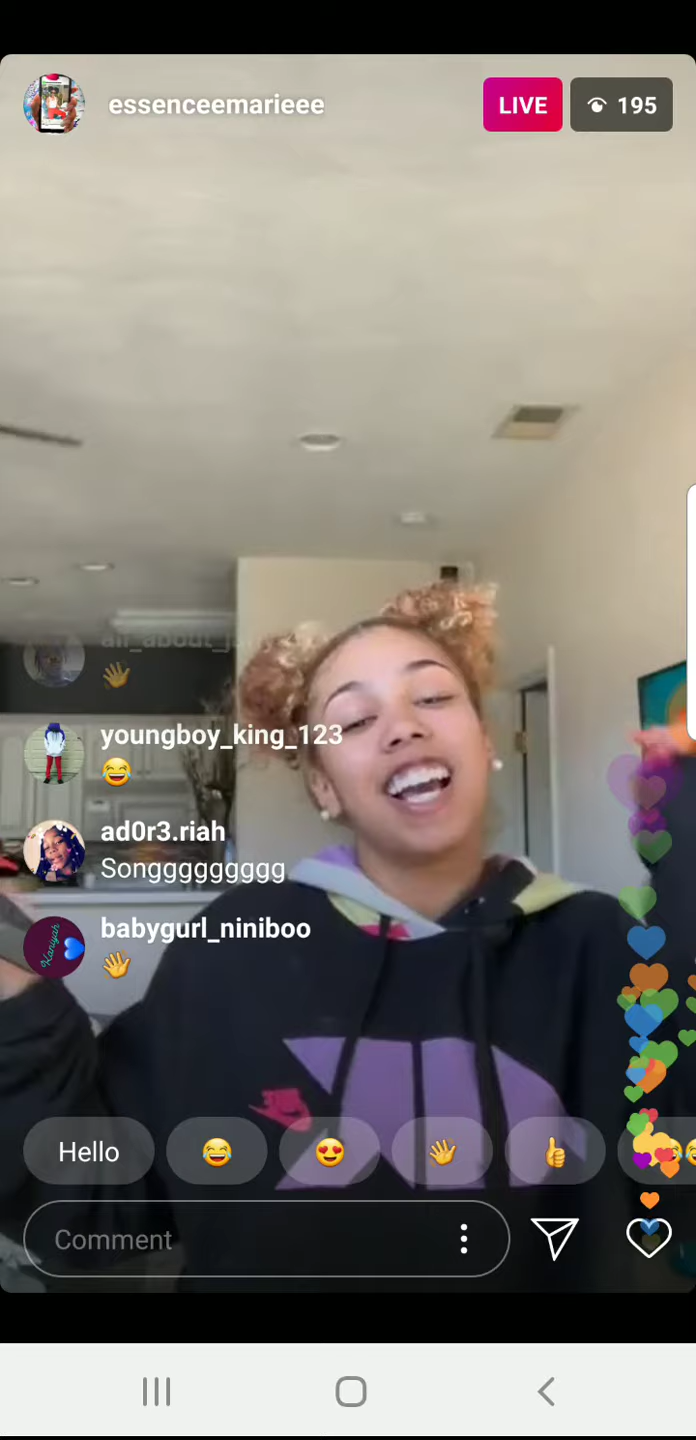 essenceemarieee
LIVE
195
youngboy_king_123
😂
ad0r3.riah
Songgggggggg
babygurl_niniboo
👋
Hello
Comment